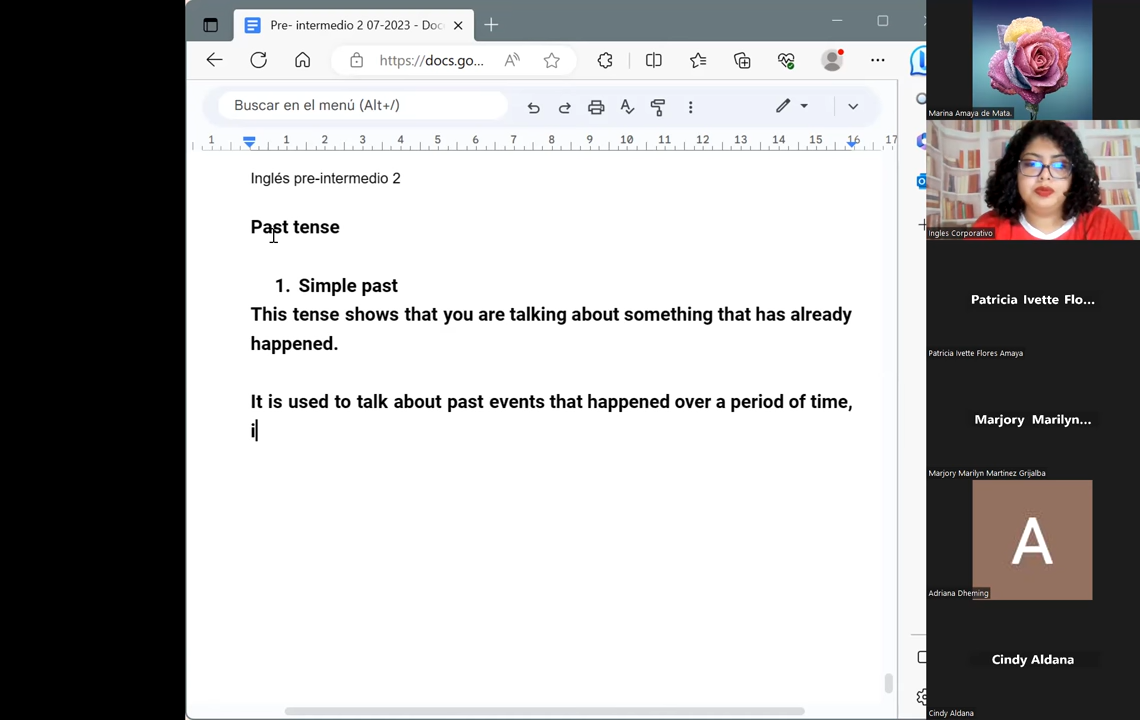 Pre- intermedio 2 07-2023 - Doc
https://docs.go...
Buscar en el menú (Alt+/)
1 1 2 3 4 5 6 7 8 9 10 11 12 13 14 15 16 17
Inglés pre-intermedio 2
Past tense
1. Simple past
This tense shows that you are talking about something that has already
happened.
It is used to talk about past events that happened over a period of time,
i
Marina Amaya de Mata.
Ingles Corporativo
Patricia Ivette Flo...
Patricia Ivette Flores Amaya
Marjory Marilyn...
Marjory Marilyn Martinez Grijalba
A
Adriana Dheming
Cindy Aldana
Cindy Aldana